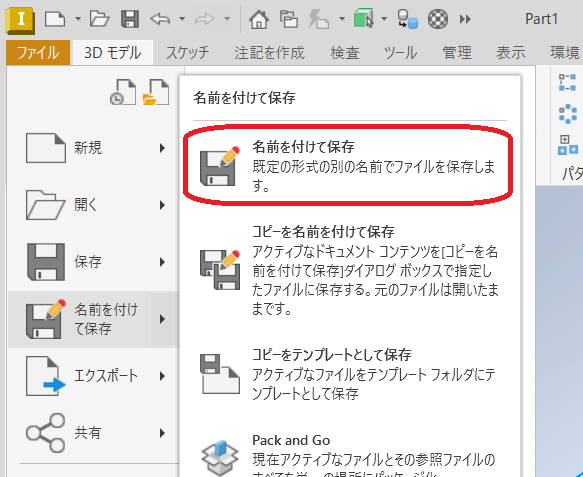 I
Part1
ファイル
3D モデル
スケッチ
注記を作成
検査
ツール
管理
表示
環境
新規
開く
保存
名前を付け
て保存
エクスポート
共有
名前を付けて保存
名前を付けて保存
既定の形式の別の名前でファイルを保存しま
す。
コピーを名前を付けて保存
アクティブなドキュメント コンテンツを[コピーを名
前を付けて保存]ダイアログ ボックスで指定し
たファイルに保存する。元のファイルは開いたま
まです。
コピーをテンプレートとして保存
アクティブなファイルをテンプレート フォルダにテ
ンプレートとして保存
Pack and Go
現在アクティブなファイルとその参照ファイルの
パタ